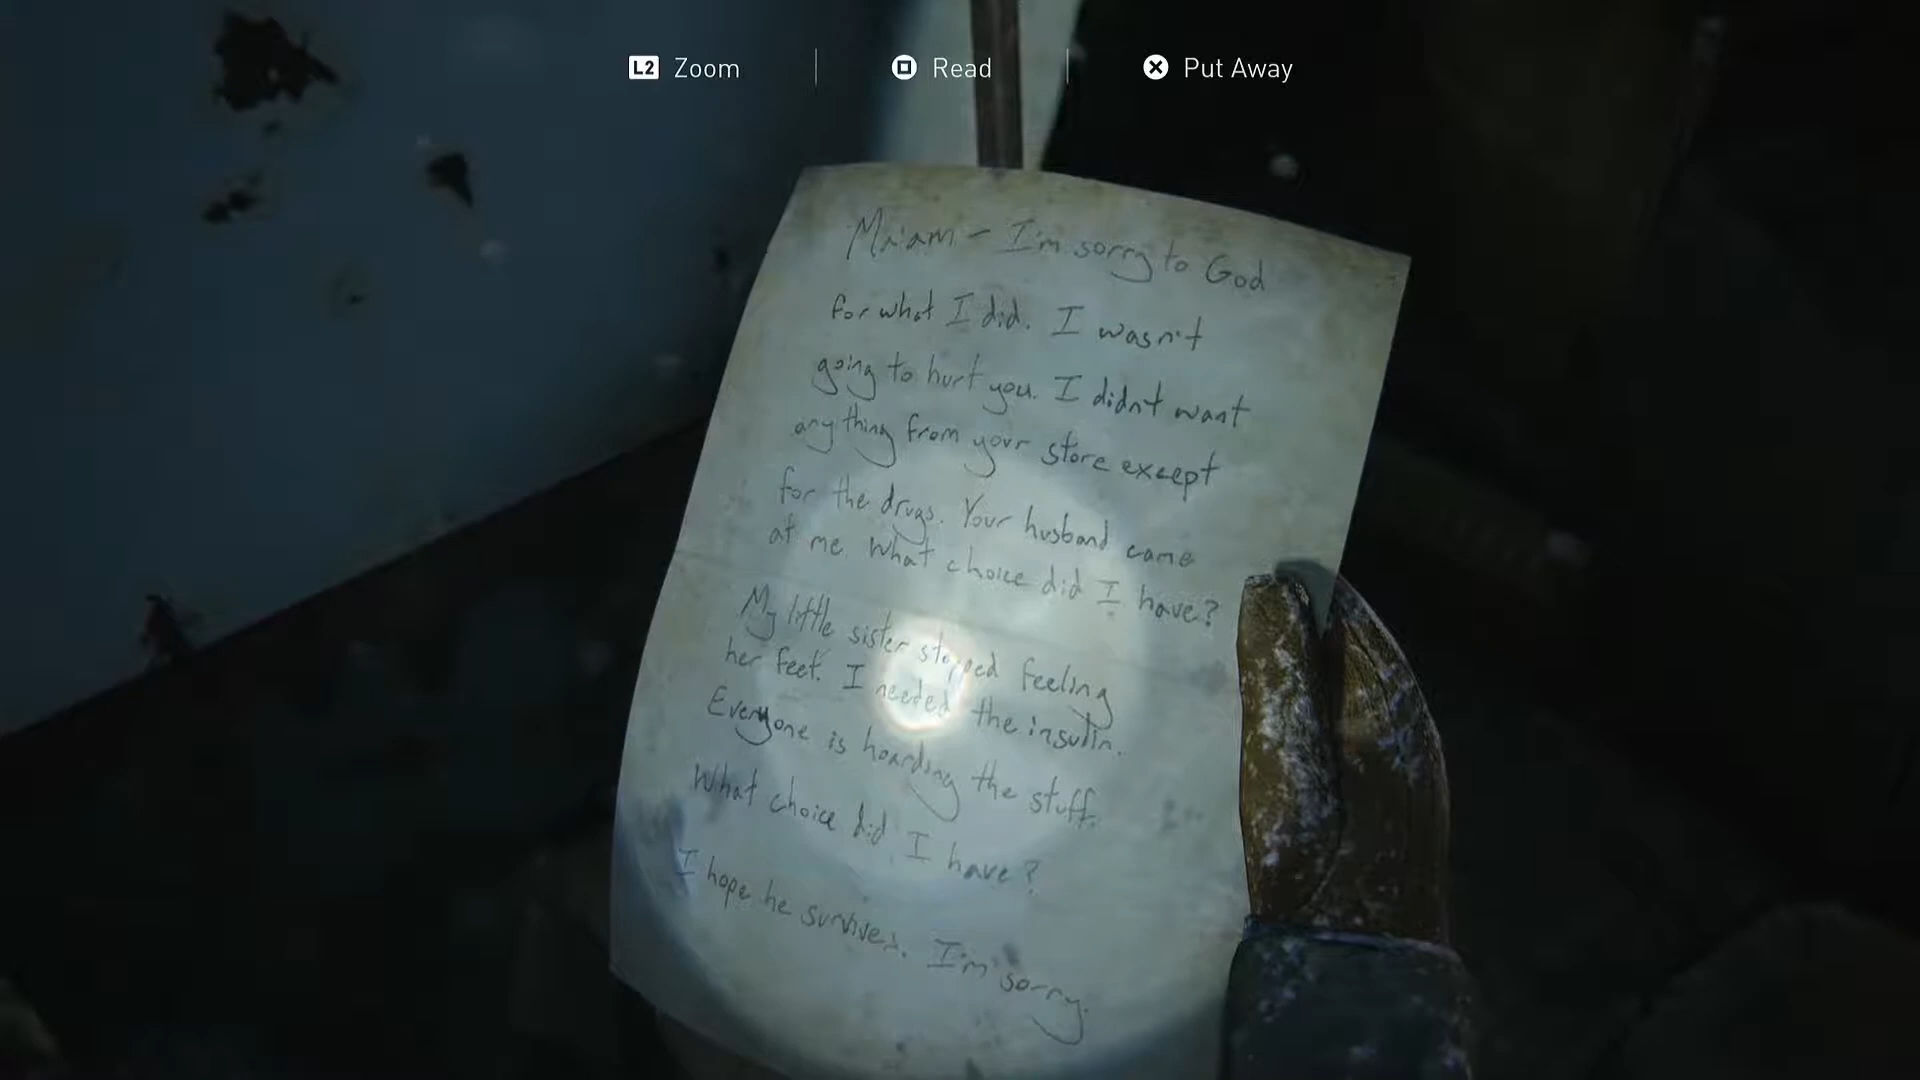 L2 Zoom
Read
Put Away
Miriam - I'm sorry to God
for what I did. I wasn't
going to hurt you. I didn't want
anything from your store except
for the drugs. Your husband came
at me. What choice did I have?
My little sister stopped feeling
her feet. I needed the insulin.
Everyone is hoarding the stuff.
What choice did I have?
I hope he survives. I'm sorry.